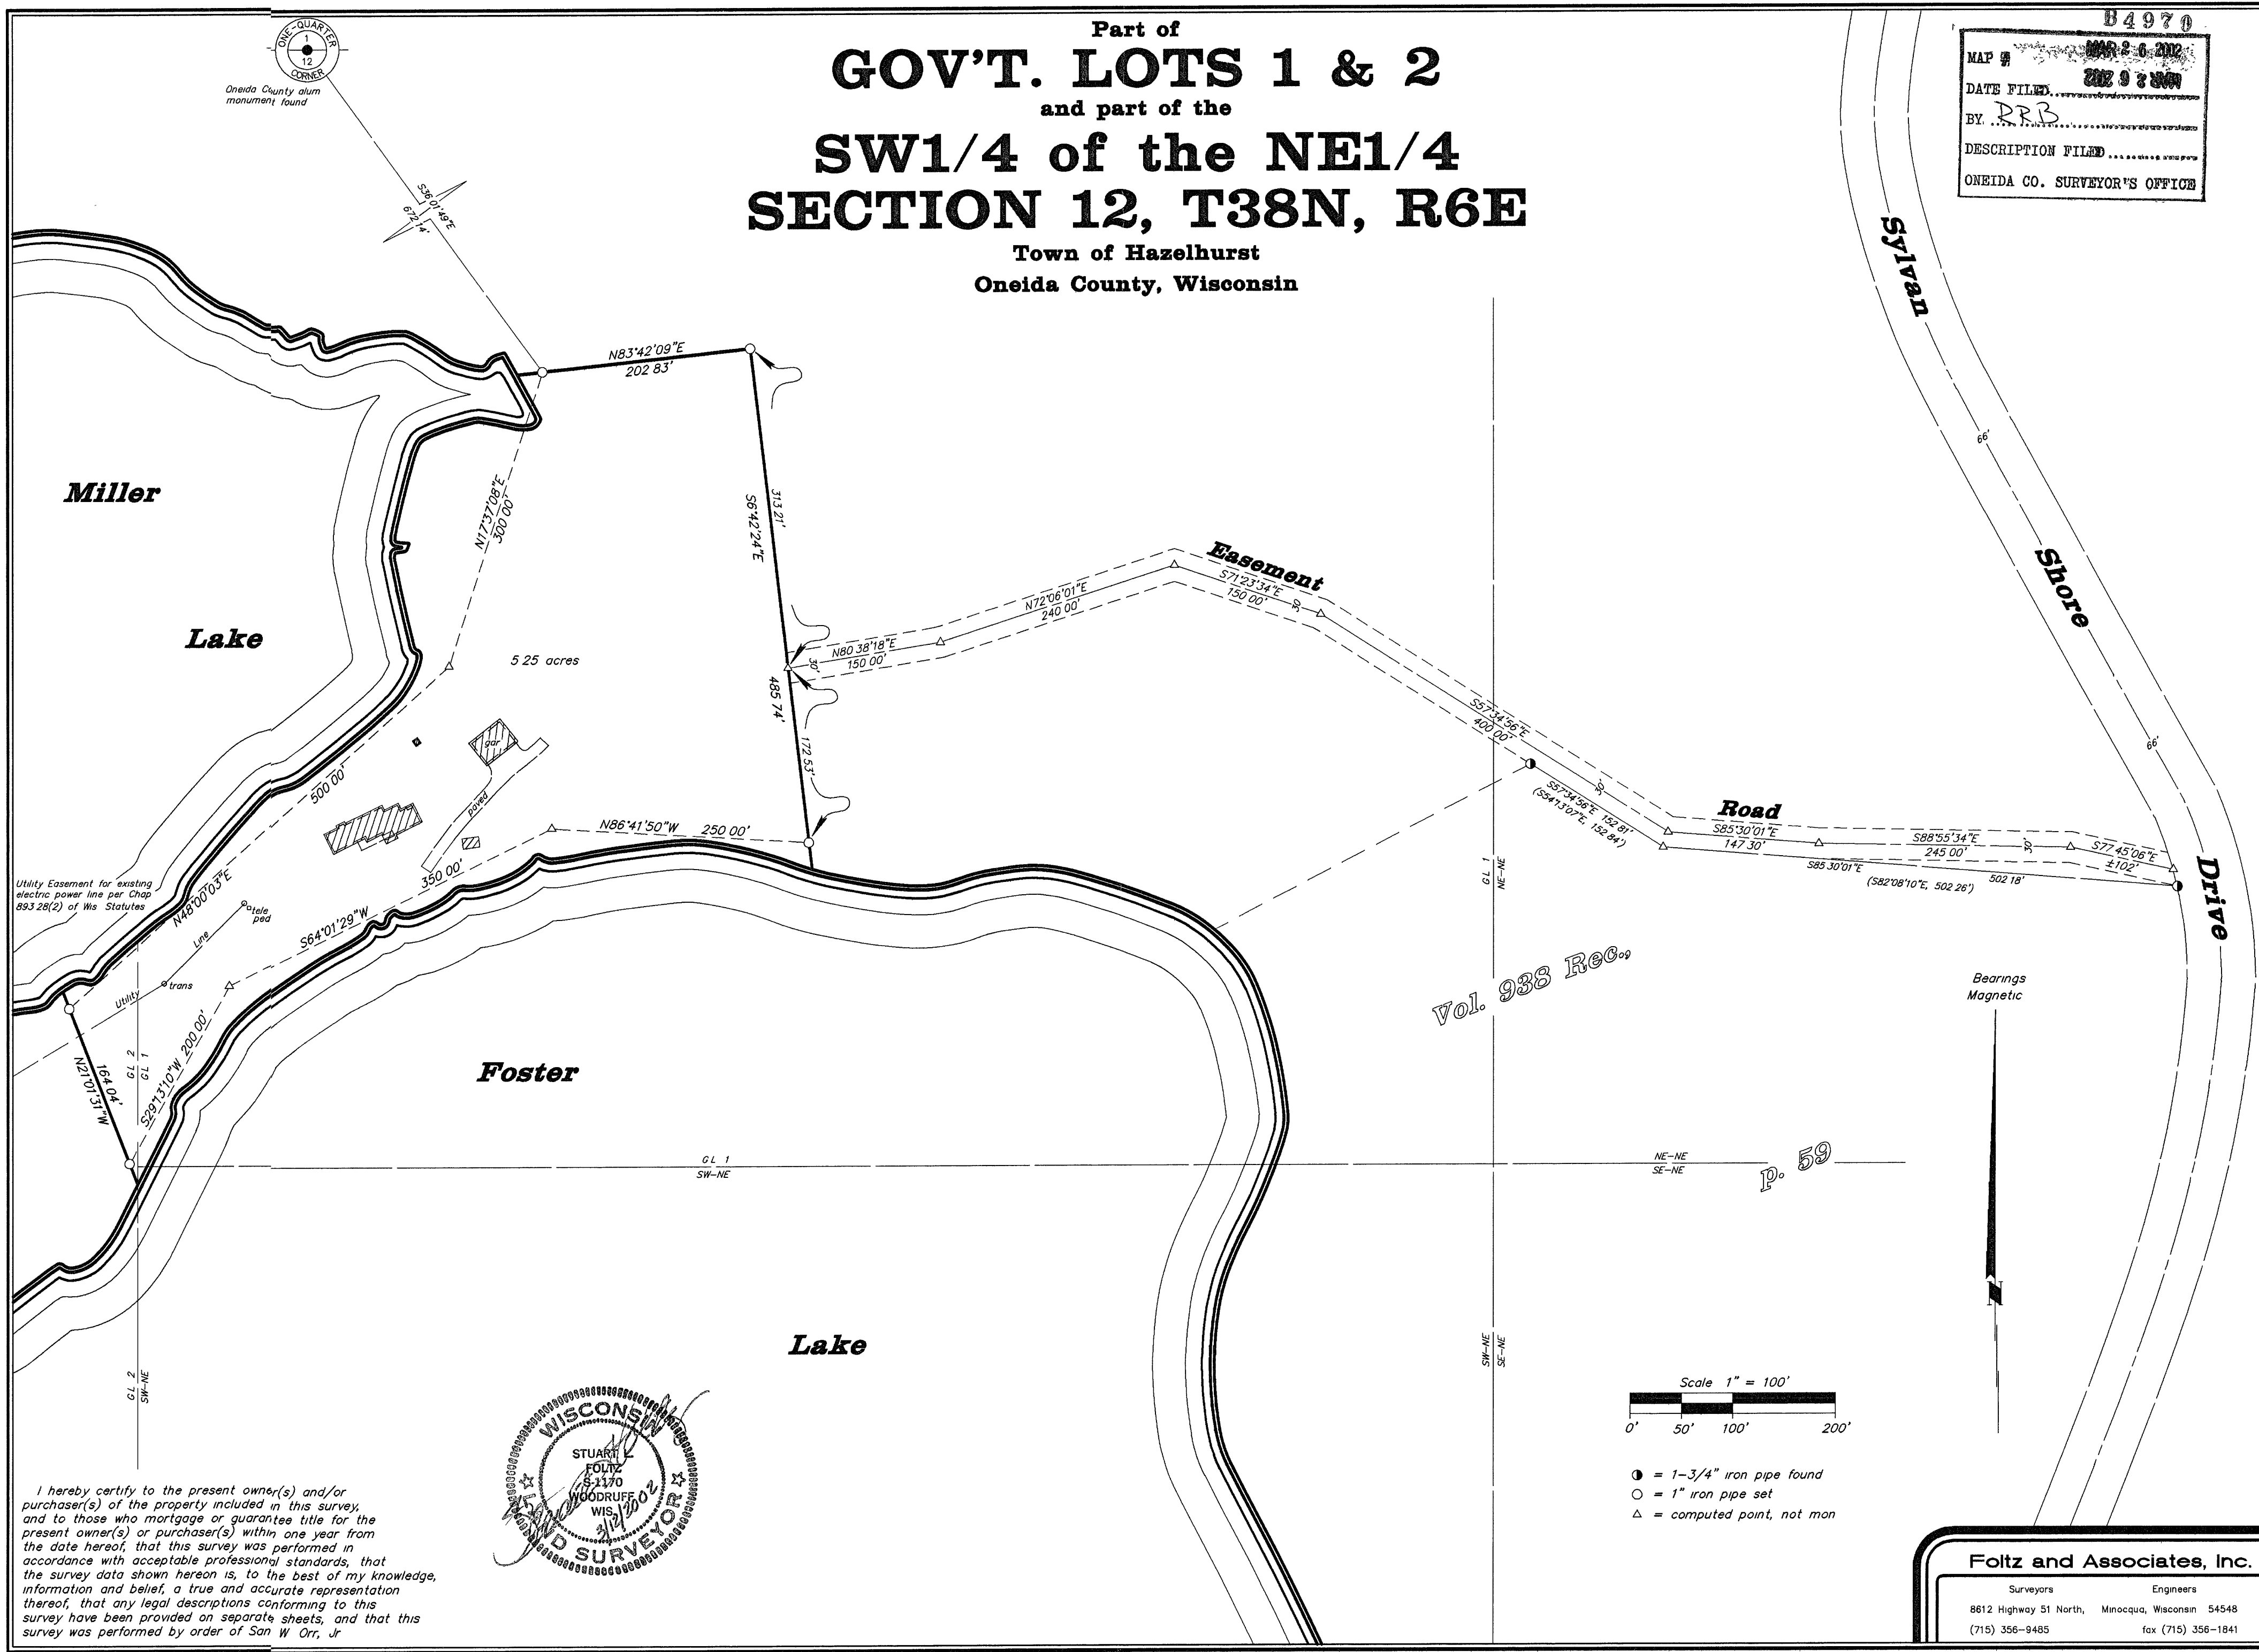 Part of
GOV'T. LOTS 1 & 2
and part of the
SW1/4 of the NE1/4
SECTION 12, T38N, R6E
Town of Hazelhurst
Oneida County, Wisconsin
B4970
MAP #
MAR 26 2002
DATE FILED
BY. RRB
DESCRIPTION FILED
ONEIDA CO. SURVEYOR'S OFFICE
ONE-QUARTER
1
12
CORNER
Oneida County alum
monument found
S36 01'49"E
672 14'
N83°42'09"E
202 83'
Miller
Lake
N17°37'08"E
300 00'
S6°42'24"E
313 21'
485 74'
172 53'
5 25 acres
gar
paved
500 00'
N48°00'03"E
N86°41'50"W 250 00'
350 00'
S64°01'29"W
Utility Easement for existing
electric power line per Chap
893 28(2) of Wis Statutes
tele
ped
Line
trans
Utility
S29°13'10"W 200 00'
164 04'
N21°01'31"W
G L 2
G L 1
Easement
N80 38'18"E
150 00'
30'
N72°06'01"E
240 00'
S71°23'34"E
150 00'
30'
S57°34'56"E
400 00'
30'
S57°34'56"E 152 81'
(S54°13'07"E, 152.84')
Road
S85°30'01"E
147 30'
S88°55'34"E
245 00'
30'
S77 45'06"E
±102'
S85 30'01"E 502 18'
(S82°08'10"E, 502 26')
Sylvan
Shore
Drive
66'
66'
G L 1
NE-NE
Vol. 938 Rec.,
p. 59
Foster
Lake
G L 1
SW-NE
NE-NE
SE-NE
G L 2
SW-NE
SW-NE
SE-NE
Bearings
Magnetic
N
Scale 1" = 100'
0' 50' 100' 200'
= 1-3/4" iron pipe found
= 1" iron pipe set
= computed point, not mon
WISCONSIN
STUART L
FOLTZ
S-1170
WOODRUFF
WIS.
3/12/2002
LAND SURVEYOR
I hereby certify to the present owner(s) and/or
purchaser(s) of the property included in this survey,
and to those who mortgage or guarantee title for the
present owner(s) or purchaser(s) within one year from
the date hereof, that this survey was performed in
accordance with acceptable professional standards, that
the survey data shown hereon is, to the best of my knowledge,
information and belief, a true and accurate representation
thereof, that any legal descriptions conforming to this
survey have been provided on separate sheets, and that this
survey was performed by order of San W Orr, Jr
Foltz and Associates, Inc.
Surveyors Engineers
8612 Highway 51 North, Minocqua, Wisconsin 54548
(715) 356-9485 fax (715) 356-1841